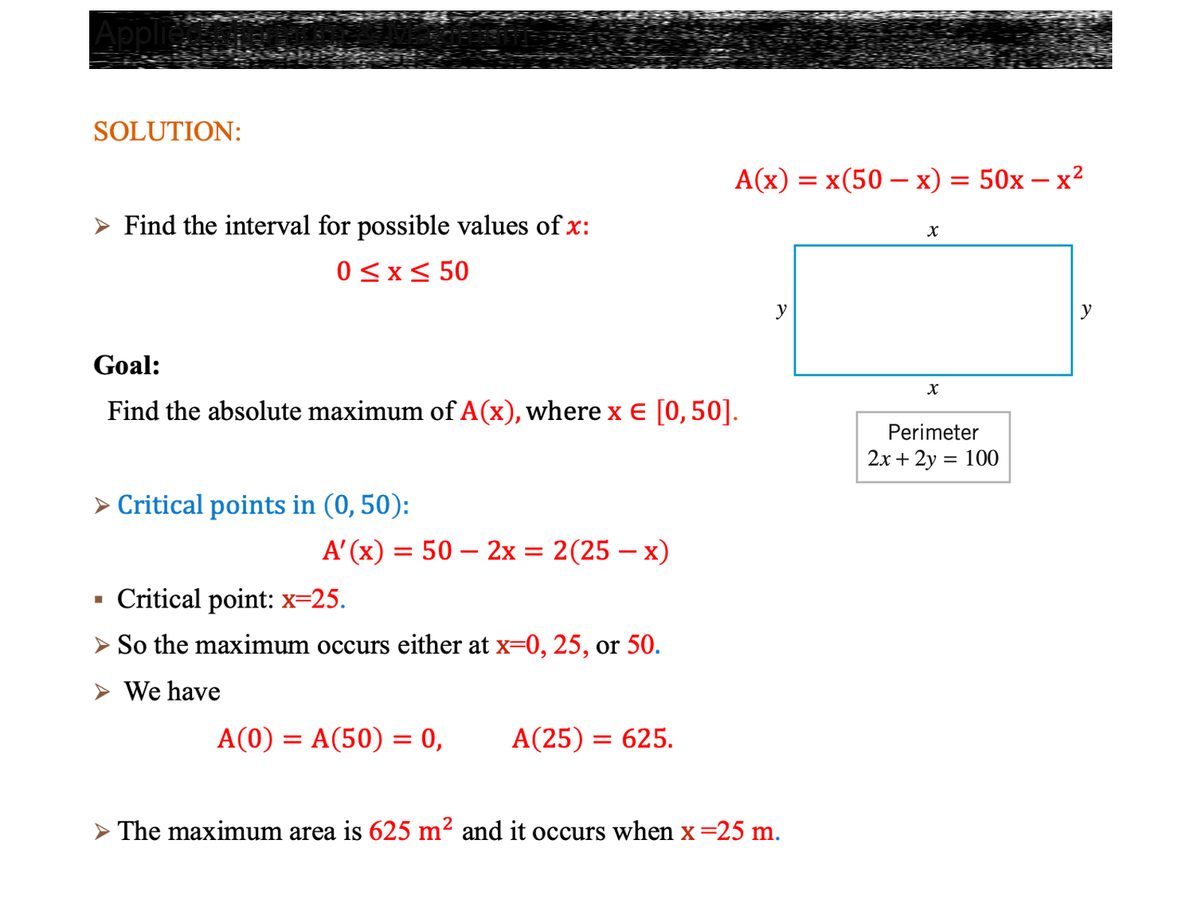 SOLUTION:
A(x) = x(50 − x) = 50x − x²
➢ Find the interval for possible values of x:
0 ≤ x ≤ 50
x
y
y
x
Perimeter
2x + 2y = 100
Goal:
Find the absolute maximum of A(x), where x ∈ [0, 50].
➢ Critical points in (0, 50):
A′(x) = 50 − 2x = 2(25 − x)
▪ Critical point: x=25.
➢ So the maximum occurs either at x=0, 25, or 50.
➢ We have
A(0) = A(50) = 0, A(25) = 625.
➢ The maximum area is 625 m² and it occurs when x =25 m.